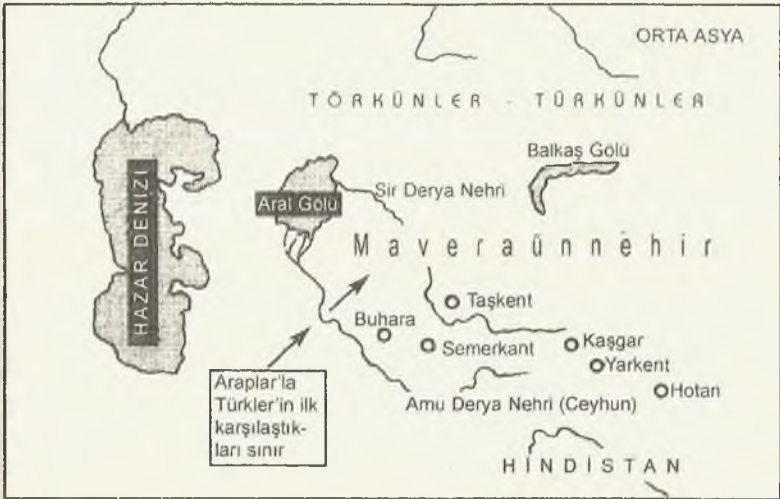 ORTA ASYA
TÖRKÜNLER - TÜRKÜNLER
Balkaş Gölü
Sir Derya Nehri
Aral Gölü
HAZAR DENİZİ
Maveraünnehir
Taşkent
Buhara
Semerkant
Kaşgar
Yarkent
Hotan
Araplar'la
Türkler'in ilk
karşılaştık-
ları sınır
Amu Derya Nehri (Ceyhun)
HİNDİSTAN